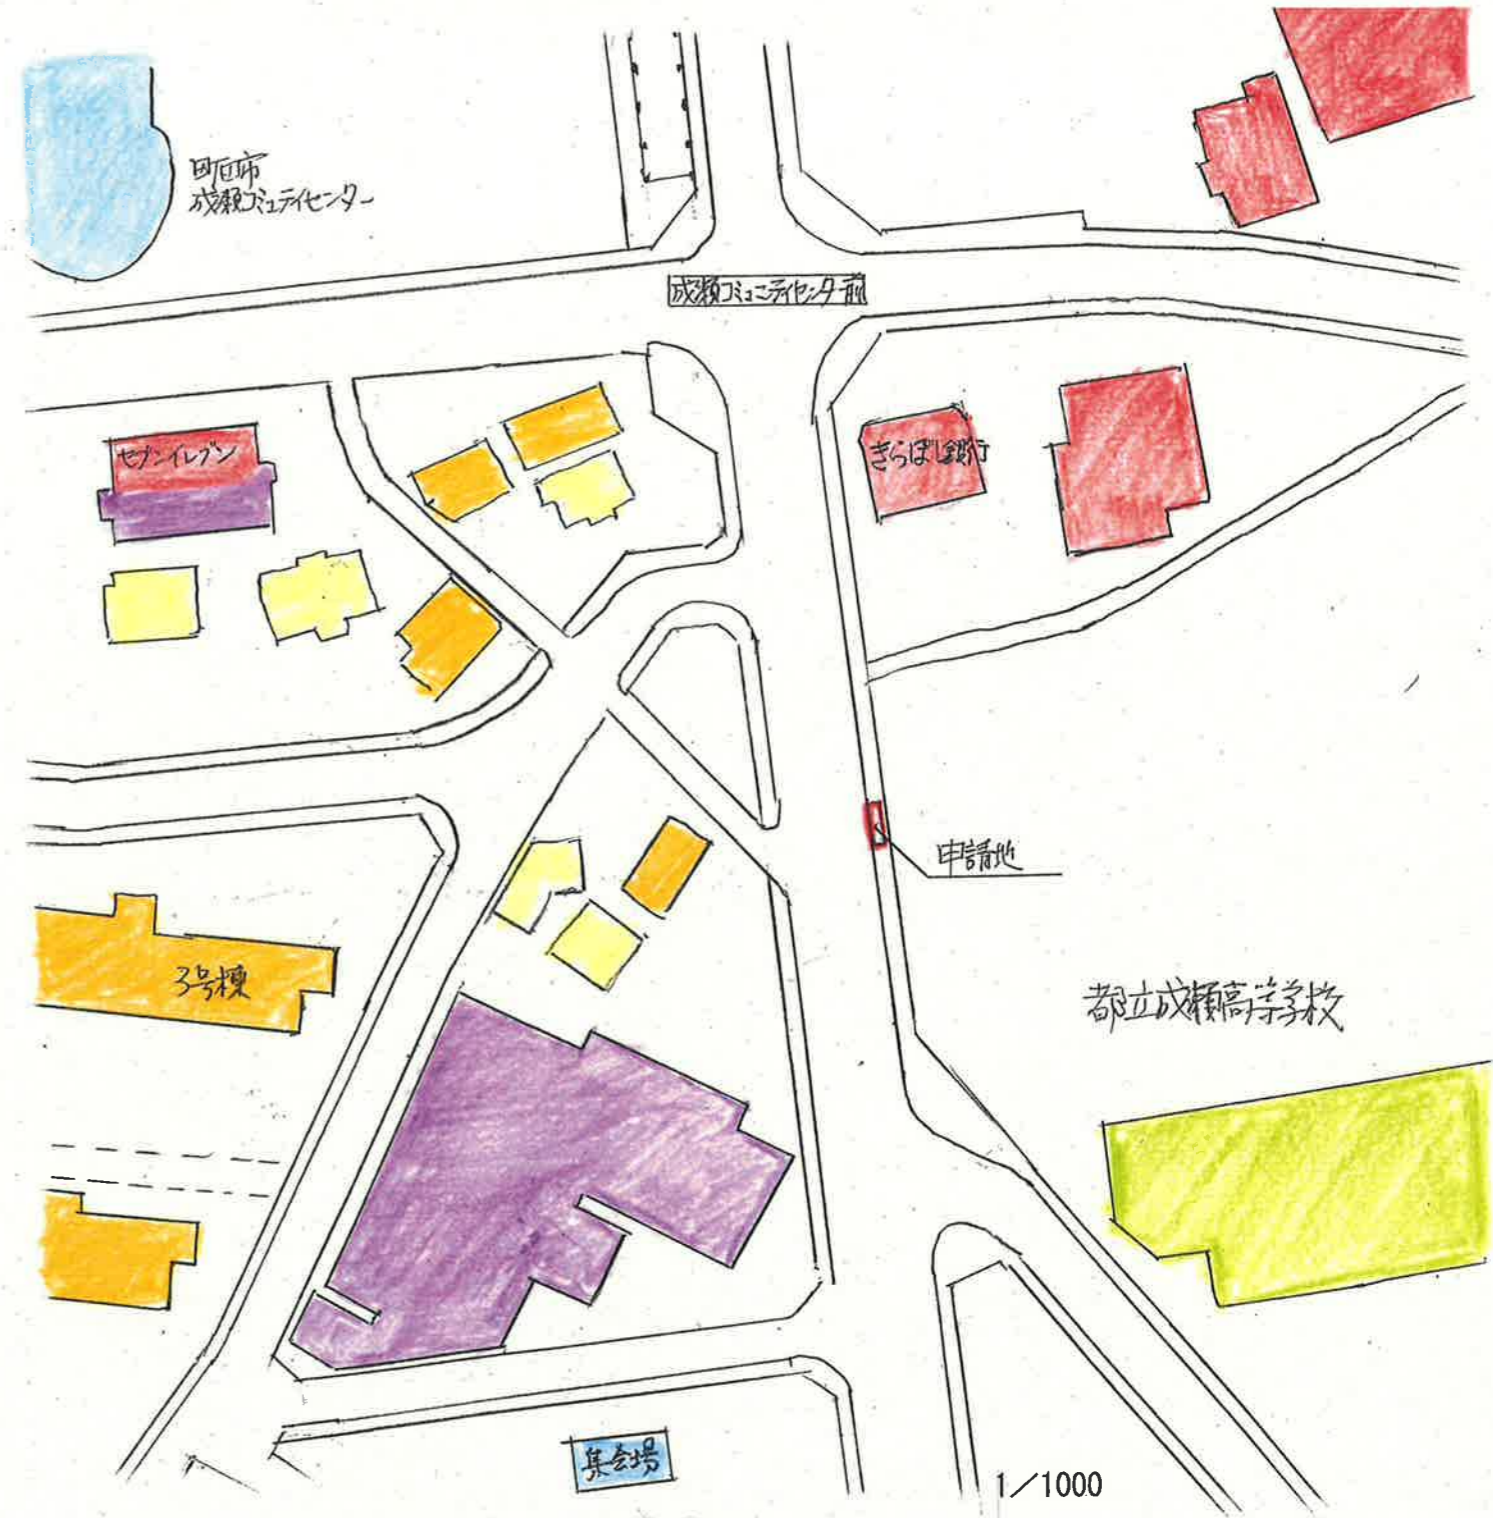 町田市
成瀬コミュティセンター
成瀬コミュニティセンター前
セブンイレブン
きらぼし銀行
申請地
3号棟
都立成瀬高等学校
集会場
1/1000